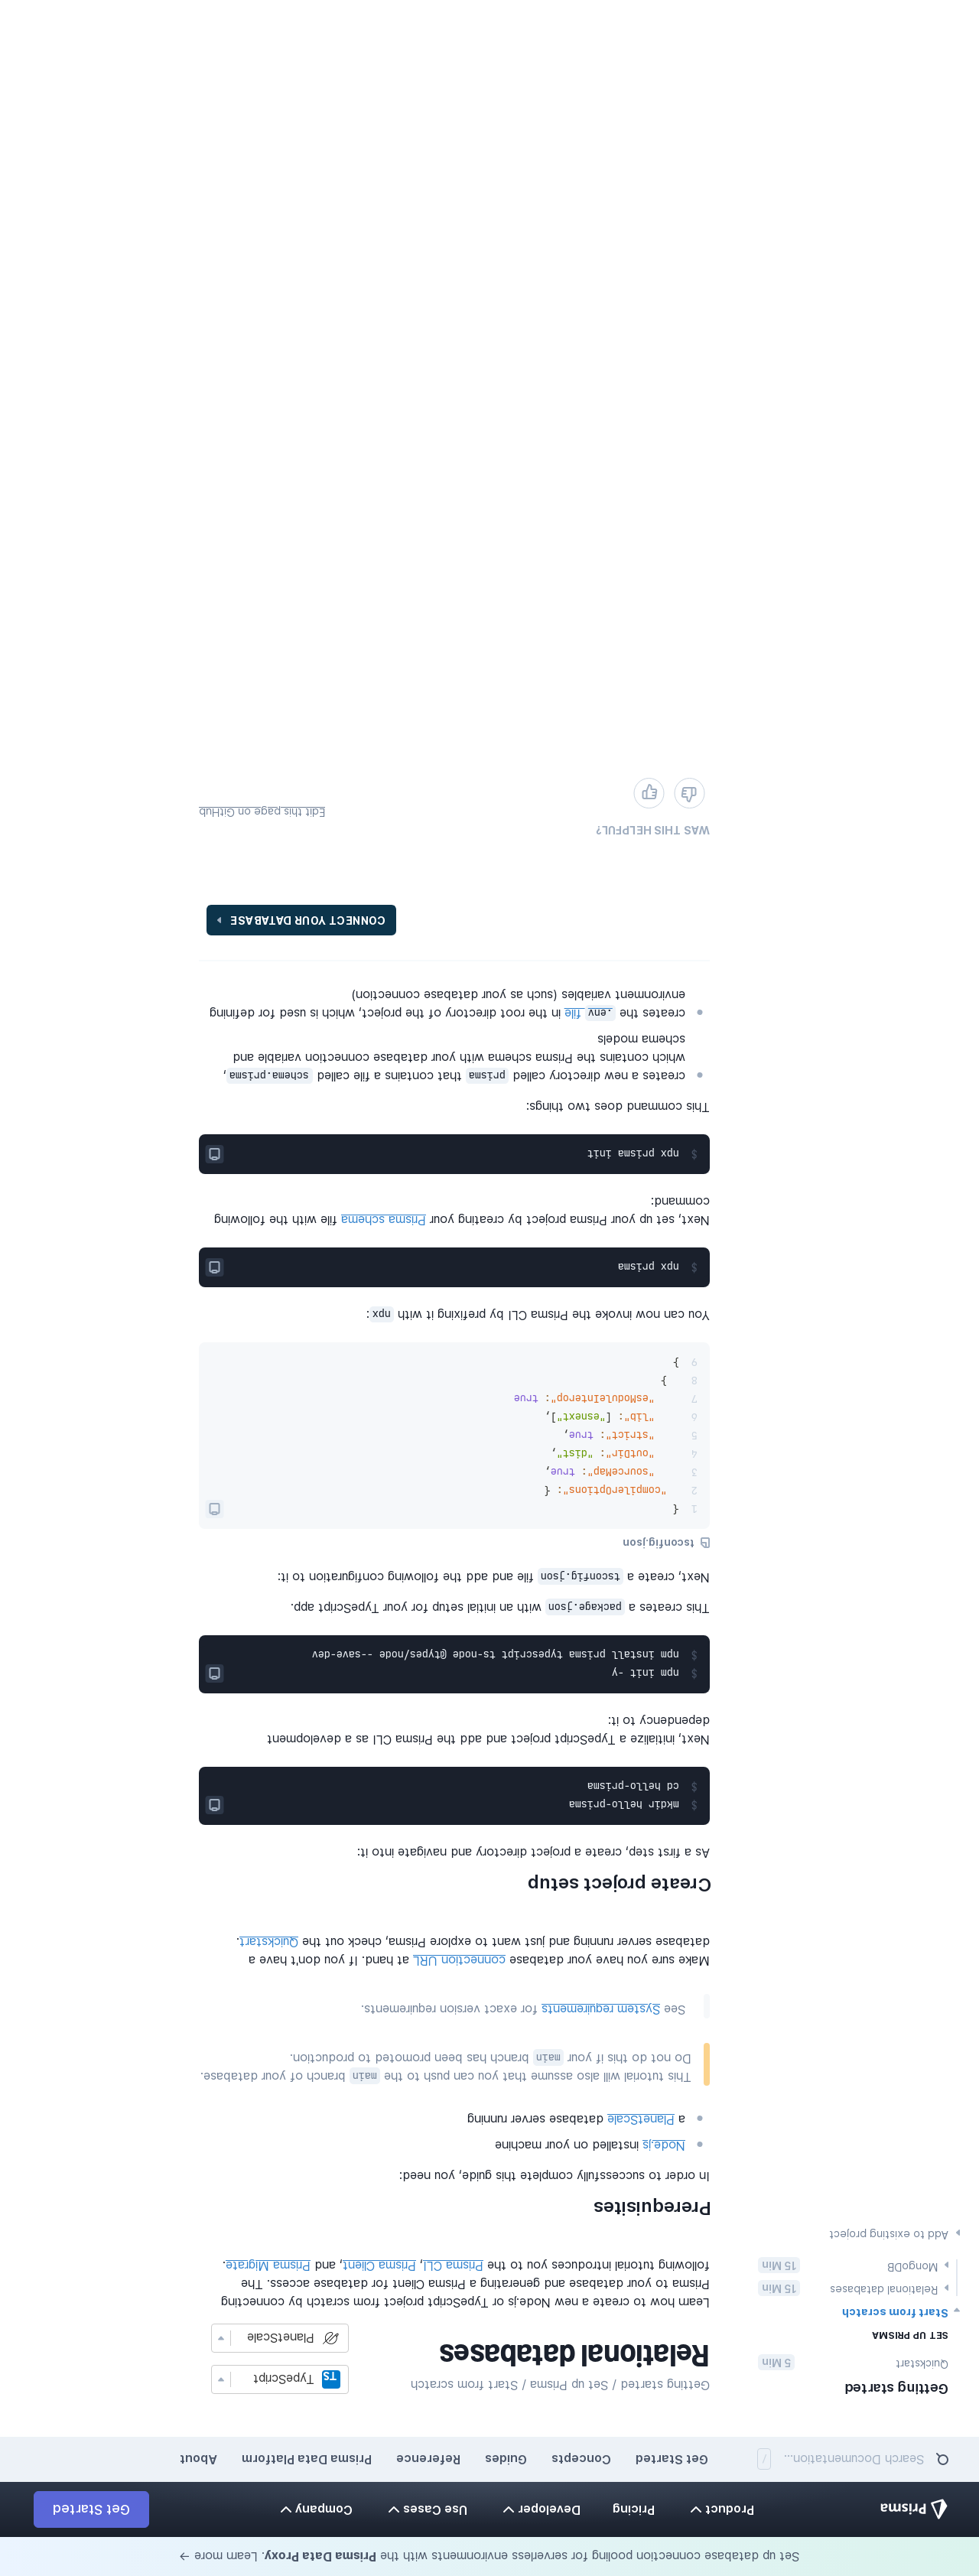 Set up database connection pooling for serverless environments with the Prisma Data Proxy. Learn more →
Prisma
Product
Pricing
Developer
Use Cases
Company
Get Started
Search Documentation...
/
Get Started
Concepts
Guides
Reference
Prisma Data Platform
About
Getting started
Quickstart
5 Min
SET UP PRISMA
Start from scratch
Relational databases
15 Min
MongoDB
15 Min
Add to existing project
Getting started / Set up Prisma / Start from scratch
Relational databases
TS TypeScript
PlanetScale
Learn how to create a new Node.js or TypeScript project from scratch by connecting
Prisma to your database and generating a Prisma Client for database access. The
following tutorial introduces you to the Prisma CLI, Prisma Client, and Prisma Migrate.
Prerequisites
In order to successfully complete this guide, you need:
Node.js installed on your machine
a PlanetScale database server running
This tutorial will also assume that you can push to the main branch of your database.
Do not do this if your main branch has been promoted to production.
See System requirements for exact version requirements.
Make sure you have your database connection URL at hand. If you don't have a
database server running and just want to explore Prisma, check out the Quickstart.
Create project setup
As a first step, create a project directory and navigate into it:
$ mkdir hello-prisma
$ cd hello-prisma
Next, initialize a TypeScript project and add the Prisma CLI as a development
dependency to it:
$ npm init -y
$ npm install prisma typescript ts-node @types/node --save-dev
This creates a package.json with an initial setup for your TypeScript app.
Next, create a tsconfig.json file and add the following configuration to it:
tsconfig.json
1 {
2 "compilerOptions": {
3 "sourceMap": true,
4 "outDir": "dist",
5 "strict": true,
6 "lib": ["esnext"],
7 "esModuleInterop": true
8 }
9 }
You can now invoke the Prisma CLI by prefixing it with npx:
$ npx prisma
Next, set up your Prisma project by creating your Prisma schema file with the following
command:
$ npx prisma init
This command does two things:
creates a new directory called prisma that contains a file called schema.prisma,
which contains the Prisma schema with your database connection variable and
schema models
creates the .env file in the root directory of the project, which is used for defining
environment variables (such as your database connection)
CONNECT YOUR DATABASE
WAS THIS HELPFUL?
Edit this page on GitHub